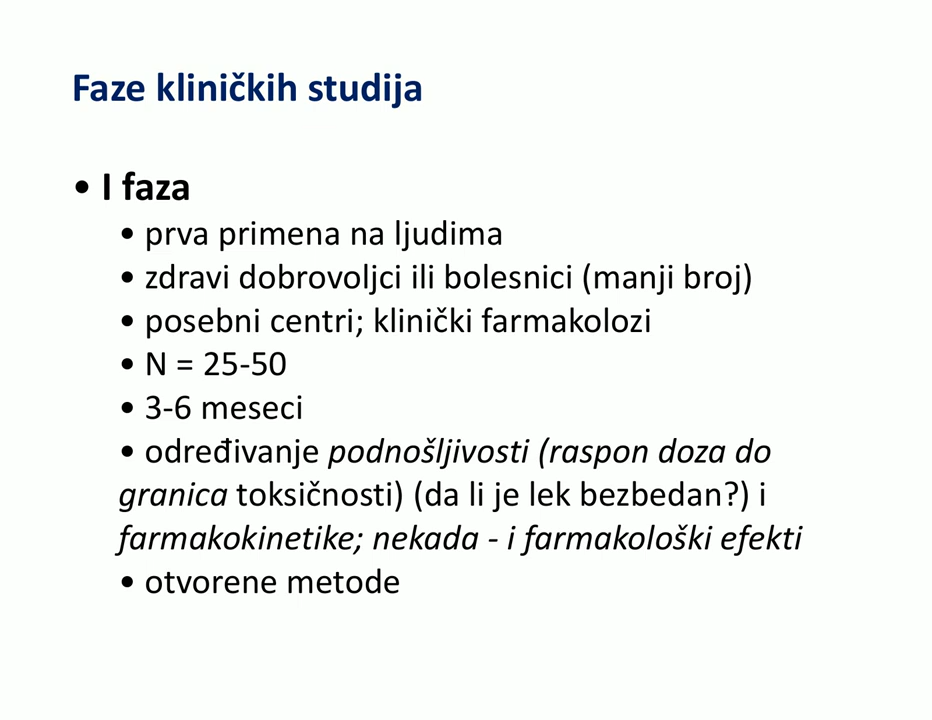 Faze kliničkih studija
• I faza
• prva primena na ljudima
• zdravi dobrovoljci ili bolesnici (manji broj)
• posebni centri; klinički farmakolozi
• N = 25-50
• 3-6 meseci
• određivanje podnošljivosti (raspon doza do
granica toksičnosti) (da li je lek bezbedan?) i
farmakokinetike; nekada - i farmakološki efekti
• otvorene metode